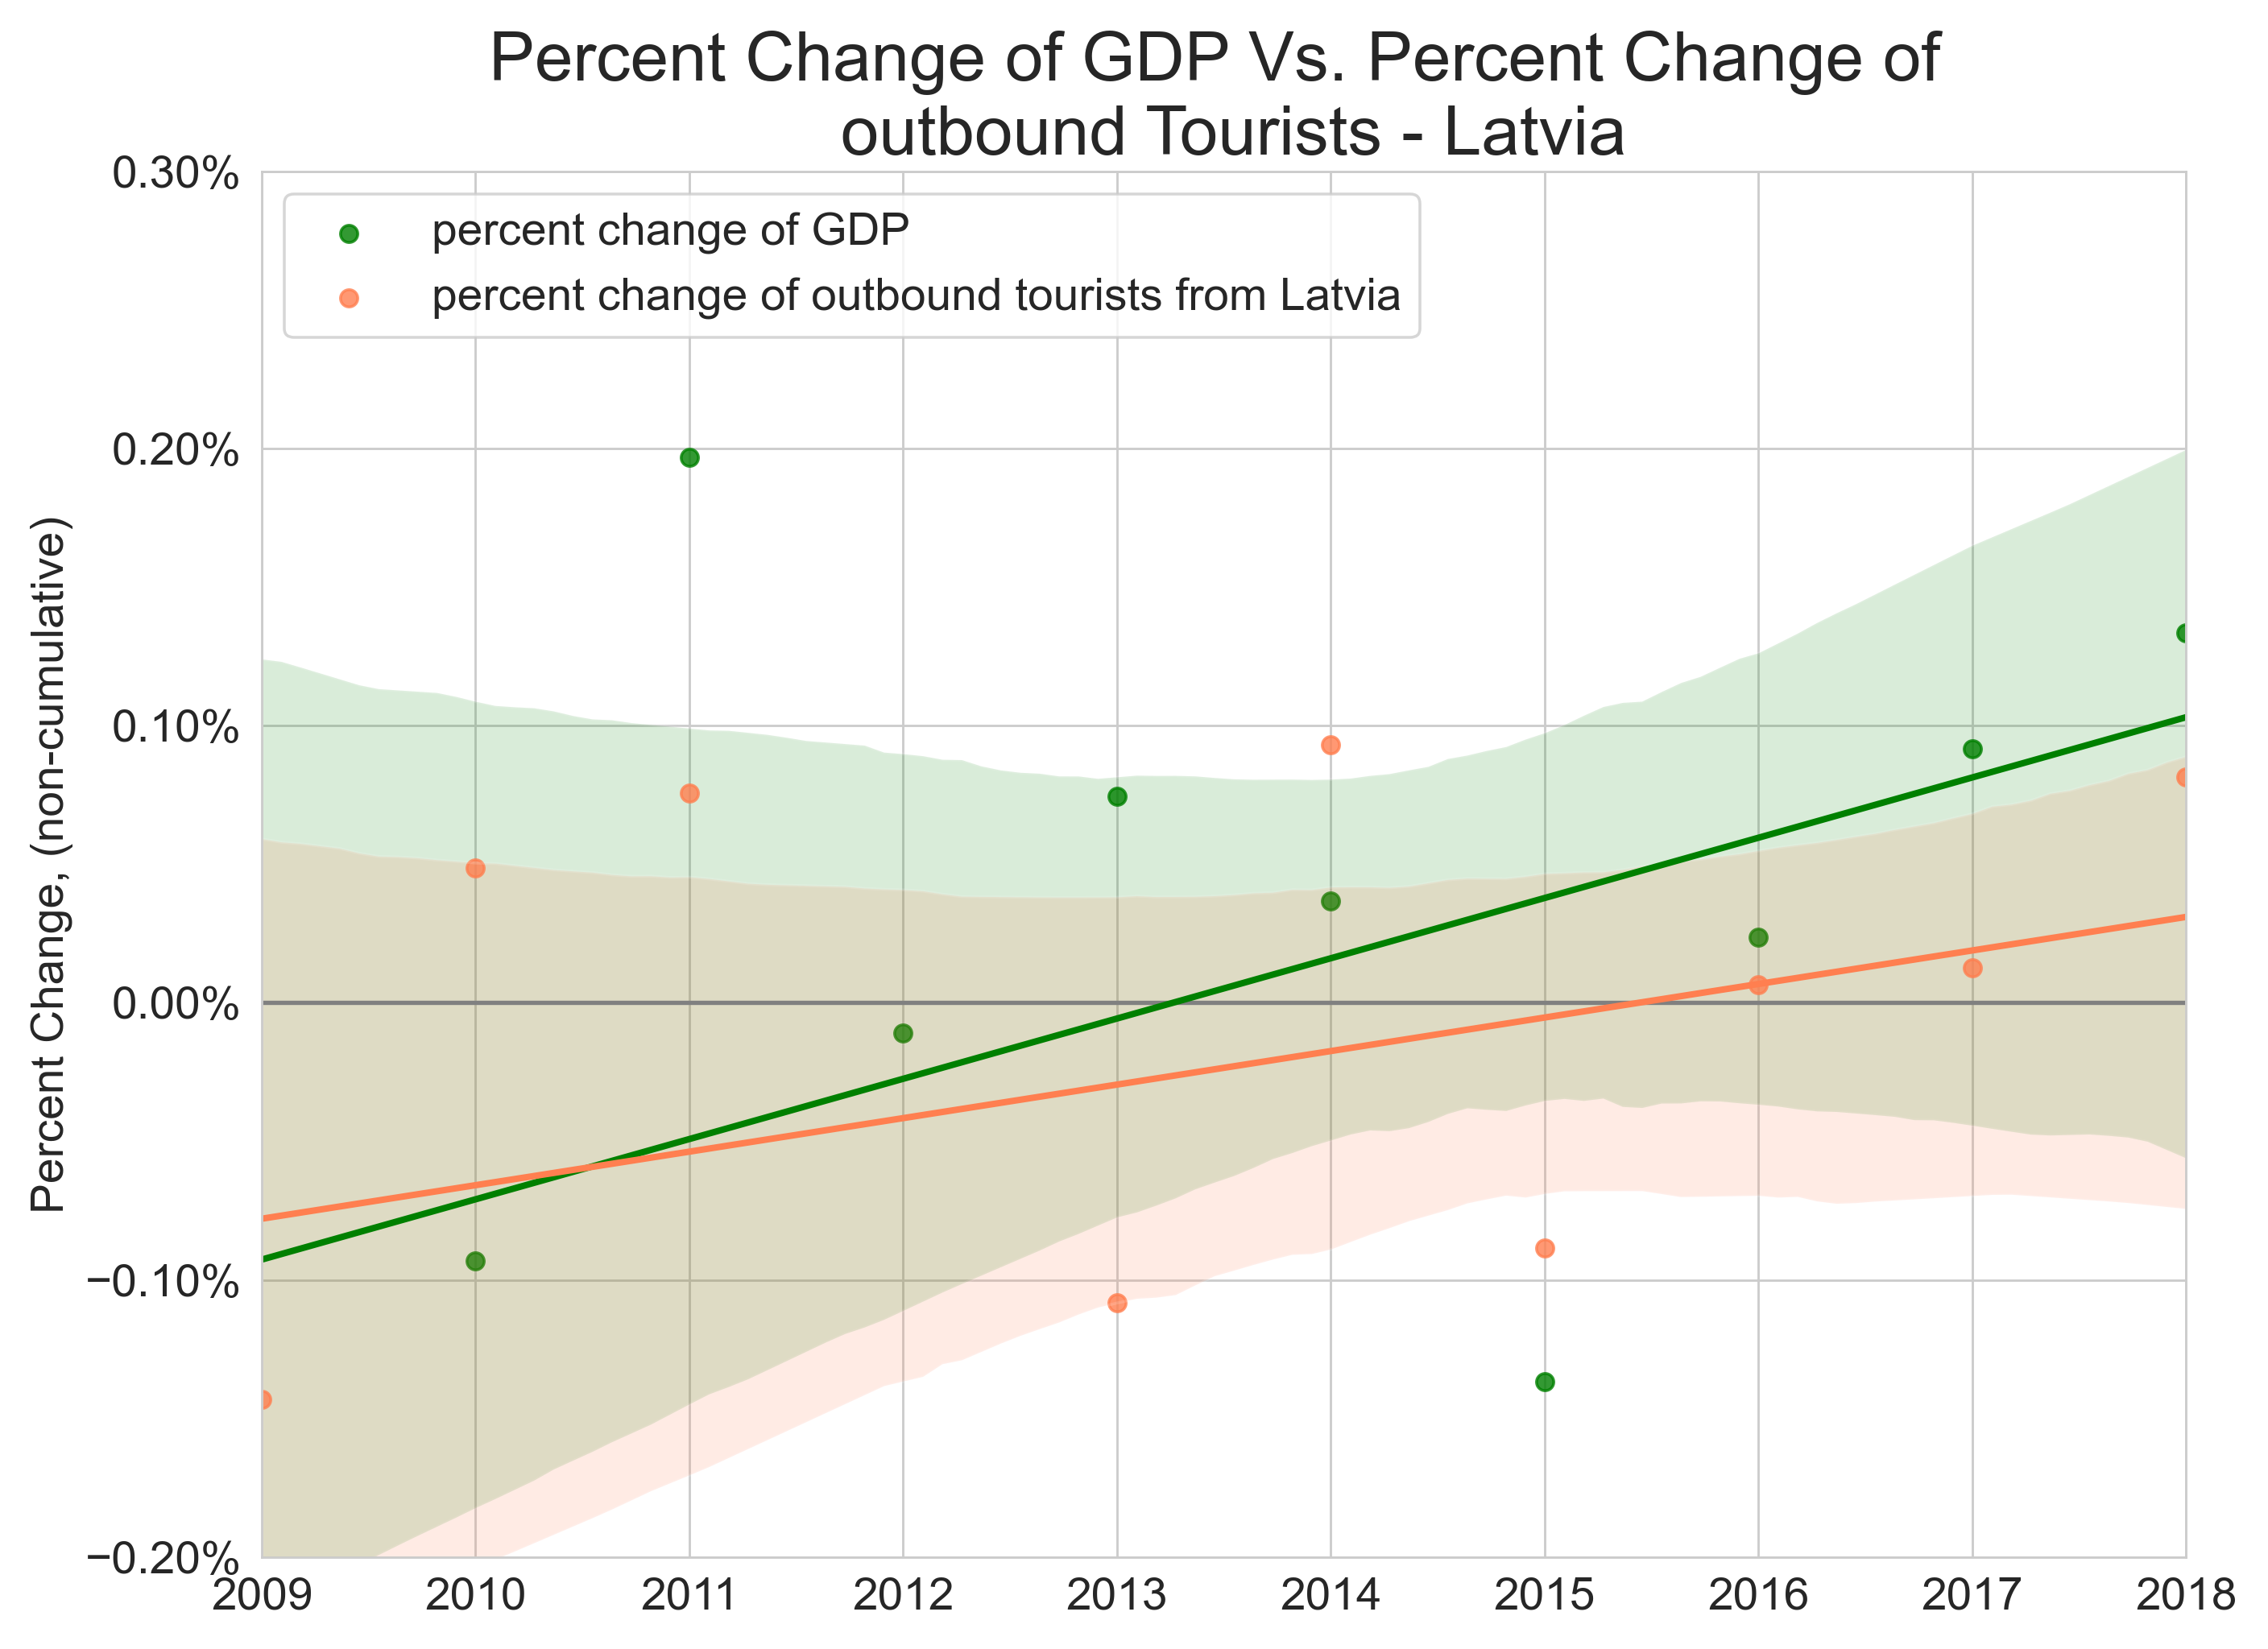 Percent Change of GDP Vs. Percent Change of
outbound Tourists - Latvia
percent change of GDP
percent change of outbound tourists from Latvia
Percent Change, (non-cumulative)
0.30%
0.20%
0.10%
0.00%
−0.10%
−0.20%
2009 2010 2011 2012 2013 2014 2015 2016 2017 2018